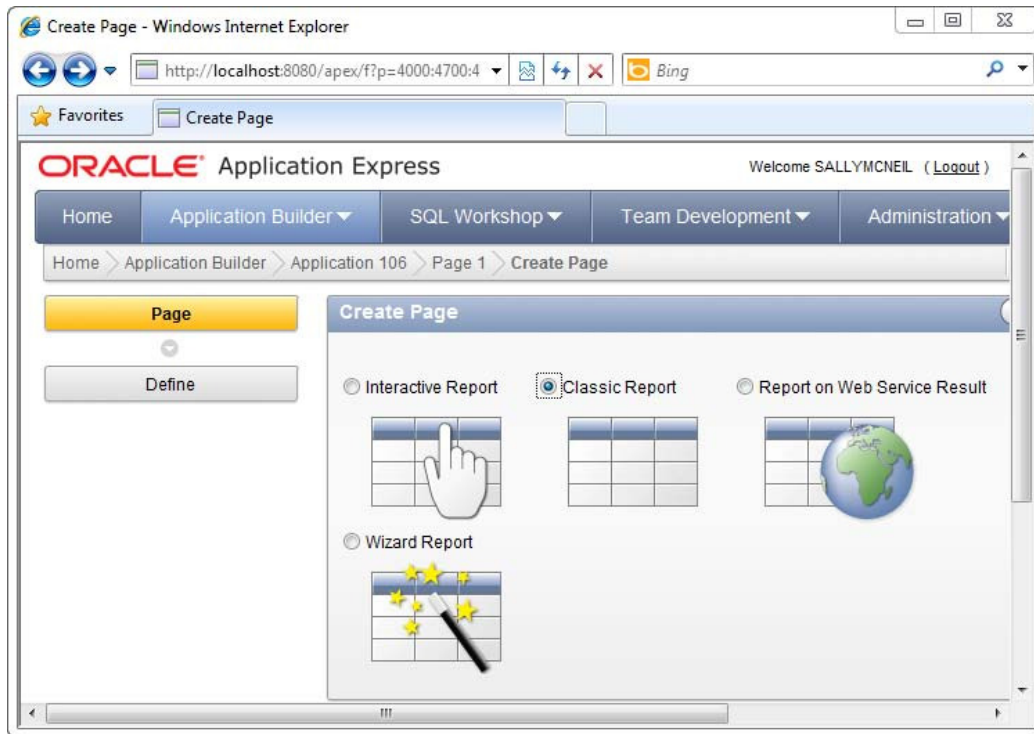 Create Page - Windows Internet Explorer
http://localhost:8080/apex/f?p=4000:4700:4
Bing
Favorites
Create Page
ORACLE Application Express
Welcome SALLYMCNEIL ( Logout )
Home
Application Builder
SQL Workshop
Team Development
Administration
Home
Application Builder
Application 106
Page 1
Create Page
Page
Create Page
Define
Interactive Report
Classic Report
Report on Web Service Result
Wizard Report